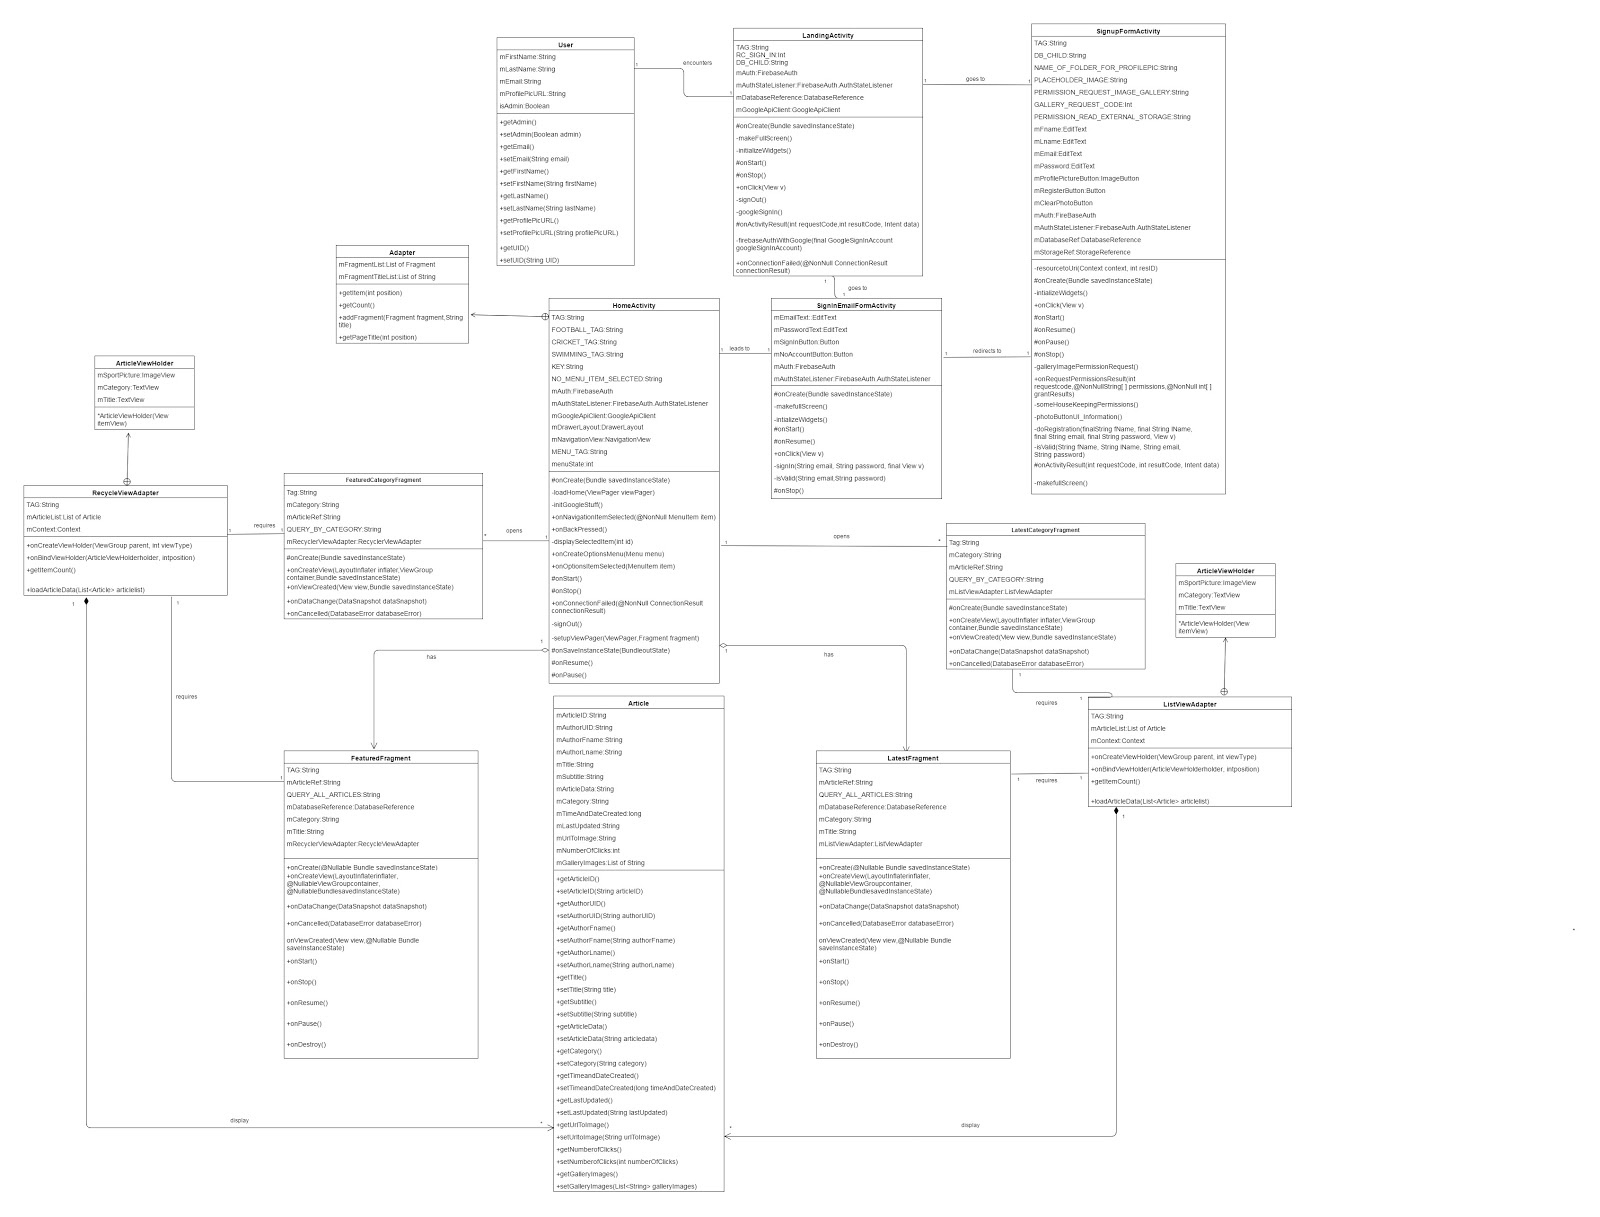 User
mFirstName:String
mLastName:String
mEmail:String
mProfilePicURL:String
isAdmin:Boolean
+getAdmin()
+setAdmin(Boolean admin)
+getEmail()
+setEmail(String email)
+getFirstName()
+setFirstName(String firstName)
+getLastName()
+setLastName(String lastName)
+getProfilePicURL()
+setProfilePicURL(String profilePicURL)
+getUID()
+setUID(String UID)
1
encounters
1
LandingActivity
TAG:String
RC_SIGN_IN:Int
DB_CHILD:String
mAuth:FirebaseAuth
mAuthStateListener:FirebaseAuth.AuthStateListener
mDatabaseReference:DatabaseReference
mGoogleApiClient:GoogleApiClient
#onCreate(Bundle savedInstanceState)
-makeFullScreen()
-initializeWidgets()
#onStart()
#onStop()
+onClick(View v)
-signOut()
-googleSignIn()
#onActivityResult(int requestCode,int resultCode, Intent data)
-firebaseAuthWithGoogle(final GoogleSignInAccount
googleSignInAccount)
+onConnectionFailed(@NonNull ConnectionResult
connectionResult)
1
goes to
1
SignupFormActivity
TAG:String
DB_CHILD:String
NAME_OF_FOLDER_FOR_PROFILEPIC:String
PLACEHOLDER_IMAGE:String
PERMISSION_REQUEST_IMAGE_GALLERY:String
GALLERY_REQUEST_CODE:Int
PERMISSION_READ_EXTERNAL_STORAGE:String
mFname:EditText
mLname:EditText
mEmail:EditText
mPassword:EditText
mProfilePictureButton:ImageButton
mRegisterButton:Button
mClearPhotoButton
mAuth:FireBaseAuth
mAuthStateListener:FirebaseAuth.AuthStateListener
mDatabaseRef:DatabaseReference
mStorageRef:StorageReference
-resourcetoUri(Context context, int resID)
#onCreate(Bundle savedInstanceState)
-intializeWidgets()
+onClick(View v)
#onStart()
#onResume()
#onPause()
#onStop()
-galleryImagePermissionRequest()
+onRequestPermissionsResult(int
requestcode,@NonNullString[ ] permissions,@NonNull int[ ]
grantResults)
-someHouseKeepingPermissions()
-photoButtonUI_Information()
-doRegistration(finalString fName, final String lName,
final String email, final String password, View v)
-isValid(String fName, String lName, String email,
String password)
#onActivityResult(int requestCode, int resultCode, Intent data)
-makefullScreen()
1
goes to
1
Adapter
mFragmentList:List of Fragment
mFragmentTitleList:List of String
+getItem(int position)
+getCount()
+addFragment(Fragment fragment,String
title)
+getPageTitle(int position)
HomeActivity
TAG:String
FOOTBALL_TAG:String
CRICKET_TAG:String
SWIMMING_TAG:String
KEY:String
NO_MENU_ITEM_SELECTED:String
mAuth:FirebaseAuth
mAuthStateListener:FirebaseAuth.AuthStateListener
mGoogleApiClient:GoogleApiClient
mDrawerLayout:DrawerLayout
mNavigationView:NavigationView
MENU_TAG:String
menuState:int
#onCreate(Bundle savedInstanceState)
-loadHome(ViewPager viewPager)
-initGoogleStuff()
+onNavigationItemSelected(@NonNull MenuItem item)
+onBackPressed()
-displaySelectedItem(int id)
+onCreateOptionsMenu(Menu menu)
+onOptionsItemSelected(MenuItem item)
#onStart()
#onStop()
+onConnectionFailed(@NonNull ConnectionResult
connectionResult)
-signOut()
-setupViewPager(ViewPager,Fragment fragment)
#onSaveInstanceState(BundleoutState)
#onResume()
#onPause()
1
leads to
1
SignInEmailFormActivity
mEmailText::EditText
mPasswordText:EditText
mSignInButton:Button
mNoAccountButton:Button
mAuth:FirebaseAuth
mAuthStateListener:FirebaseAuth.AuthStateListener
#onCreate(Bundle savedInstanceState)
-makefullScreen()
-intializeWidgets()
#onStart()
#onResume()
+onClick(View v)
-signIn(String email, String password, final View v)
-isValid(String email,String password)
#onStop()
1
redirects to
1
ArticleViewHolder
mSportPicture:ImageView
mCategory:TextView
mTitle:TextView
*ArticleViewHolder(View
itemView)
RecycleViewAdapter
TAG:String
mArticleList:List of Article
mContext:Context
+onCreateViewHolder(ViewGroup parent, int viewType)
+onBindViewHolder(ArticleViewHolderholder, intposition)
+getItemCount()
+loadArticleData(List<Article> articlelist)
1
requires
1
FeaturedCategoryFragment
Tag:String
mCategory:String
mArticleRef:String
QUERY_BY_CATEGORY:String
mRecyclerViewAdapter:RecyclerViewAdapter
#onCreate(Bundle savedInstanceState)
+onCreateView(LayoutInflater inflater,ViewGroup
container,Bundle savedInstanceState)
+onViewCreated(View view,Bundle savedInstanceState)
+onDataChange(DataSnapshot dataSnapshot)
+onCancelled(DatabaseError databaseError)
*
opens
1
1
opens
*
LatestCategoryFragment
Tag:String
mCategory:String
mArticleRef:String
QUERY_BY_CATEGORY:String
mListViewAdapter:ListViewAdapter
#onCreate(Bundle savedInstanceState)
+onCreateView(LayoutInflater inflater,ViewGroup
container,Bundle savedInstanceState)
+onViewCreated(View view,Bundle savedInstanceState)
+onDataChange(DataSnapshot dataSnapshot)
+onCancelled(DatabaseError databaseError)
ArticleViewHolder
mSportPicture:ImageView
mCategory:TextView
mTitle:TextView
*ArticleViewHolder(View
itemView)
1
requires
1
ListViewAdapter
TAG:String
mArticleList:List of Article
mContext:Context
+onCreateViewHolder(ViewGroup parent, int viewType)
+onBindViewHolder(ArticleViewHolderholder, intposition)
+getItemCount()
+loadArticleData(List<Article> articlelist)
1
has
1
has
1
1
requires
1
FeaturedFragment
TAG:String
mArticleRef:String
QUERY_ALL_ARTICLES:String
mDatabaseReference:DatabaseReference
mCategory:String
mTitle:String
mRecyclerViewAdapter:RecycleViewAdapter
+onCreate(@Nullable Bundle savedInstanceState)
+onCreateView(LayoutInflaterinflater,
@NullableViewGroupcontainer,
@NullableBundlesavedInstanceState)
+onDataChange(DataSnapshot dataSnapshot)
+onCancelled(DatabaseError databaseError)
onViewCreated(View view,@Nullable Bundle
saveInstanceState)
+onStart()
+onStop()
+onResume()
+onPause()
+onDestroy()
Article
mArticleID:String
mAuthorUID:String
mAuthorFname:String
mAuthorLname:String
mTitle:String
mSubtitle:String
mArticleData:String
mCategory:String
mTimeAndDateCreated:long
mLastUpdated:String
mUrlToImage:String
mNumberOfClicks:int
mGalleryImages:List of String
+getArticleID()
+setArticleID(String articleID)
+getAuthorUID()
+setAuthorUID(String authorUID)
+getAuthorFname()
+setAuthorFname(String authorFname)
+getAuthorLname()
+setAuthorLname(String authorLname)
+getTitle()
+setTitle(String title)
+getSubtitle()
+setSubtitle(String subtitle)
+getArticleData()
+setArticleData(String articledata)
+getCategory()
+setCategory(String category)
+getTimeandDateCreated()
+setTimeandDateCreated(long timeAndDateCreated)
+getLastUpdated()
+setLastUpdated(String lastUpdated)
+getUrlToImage()
+setUrltoImage(String urlToImage)
+getNumberofClicks()
+setNumberofClicks(int numberOfClicks)
+getGalleryImages()
+setGalleryImages(List<String> galleryImages)
LatestFragment
TAG:String
mArticleRef:String
QUERY_ALL_ARTICLES:String
mDatabaseReference:DatabaseReference
mCategory:String
mTitle:String
mListViewAdapter:ListViewAdapter
+onCreate(@Nullable Bundle savedInstanceState)
+onCreateView(LayoutInflaterinflater,
@NullableViewGroupcontainer,
@NullableBundlesavedInstanceState)
+onDataChange(DataSnapshot dataSnapshot)
+onCancelled(DatabaseError databaseError)
onViewCreated(View view,@Nullable Bundle
saveInstanceState)
+onStart()
+onStop()
+onResume()
+onPause()
+onDestroy()
1
requires
1
1
display
*
1
display
*